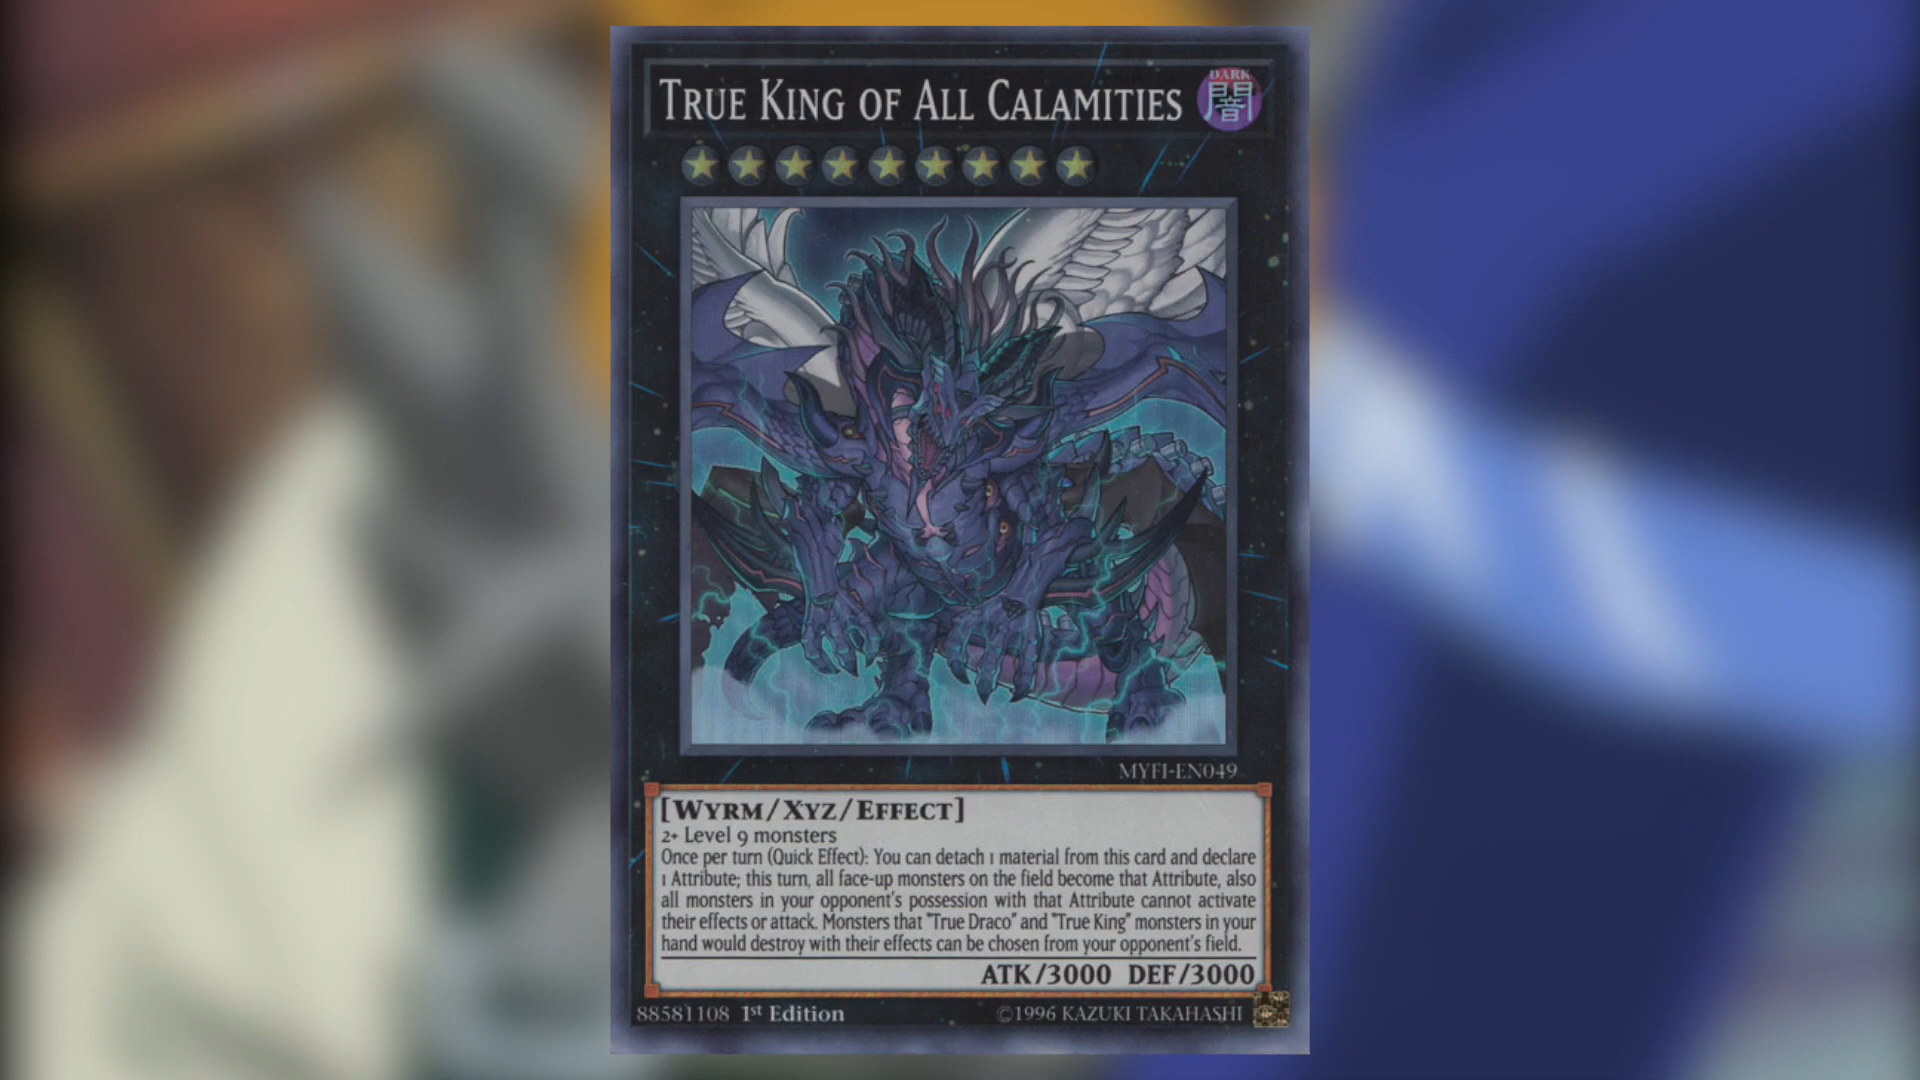 TRUE KING OF ALL CALAMITIES
DARK
闇
MYFI-EN049
[WYRM/XYZ/EFFECT]
2+ Level 9 monsters
Once per turn (Quick Effect): You can detach 1 material from this card and declare
1 Attribute; this turn, all face-up monsters on the field become that Attribute, also
all monsters in your opponent's possession with that Attribute cannot activate
their effects or attack. Monsters that "True Draco" and "True King" monsters in your
hand would destroy with their effects can be chosen from your opponent's field.
ATK/3000 DEF/3000
88581108 1st Edition
©1996 KAZUKI TAKAHASHI